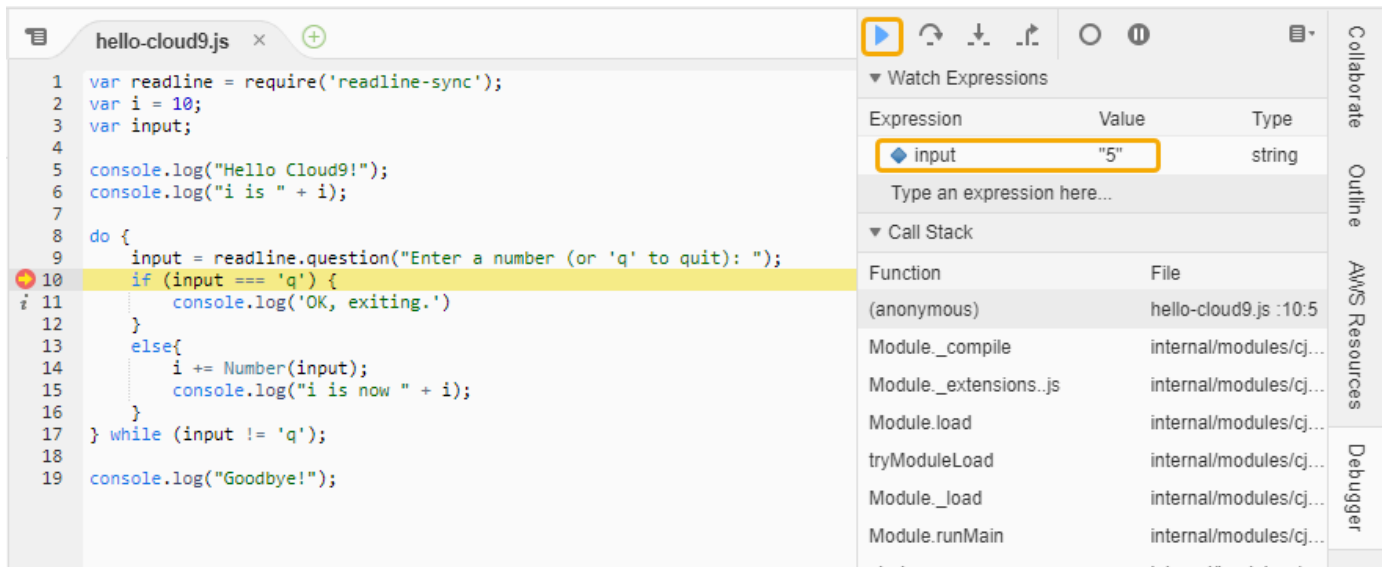 hello-cloud9.js ×
1 var readline = require('readline-sync');
2 var i = 10;
3 var input;
4
5 console.log("Hello Cloud9!");
6 console.log("i is " + i);
7
8 do {
9     input = readline.question("Enter a number (or 'q' to quit): ");
10     if (input === 'q') {
i 11         console.log('OK, exiting.')
12     }
13     else{
14         i += Number(input);
15         console.log("i is now " + i);
16     }
17 } while (input != 'q');
18
19 console.log("Goodbye!");
Watch Expressions
Expression Value Type
input "5" string
Type an expression here...
Call Stack
Function File
(anonymous) hello-cloud9.js :10:5
Module._compile internal/modules/cj...
Module._extensions..js internal/modules/cj...
Module.load internal/modules/cj...
tryModuleLoad internal/modules/cj...
Module._load internal/modules/cj...
Module.runMain internal/modules/cj...
Collaborate
Outline
AWS Resources
Debugger